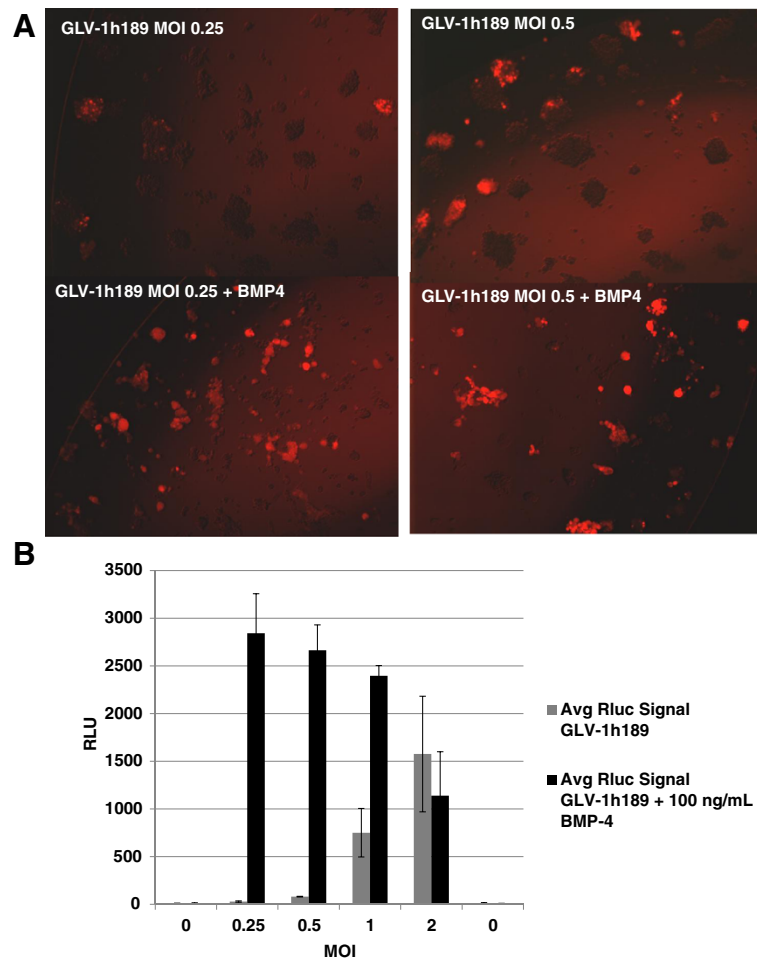 A
GLV-1h189 MOI 0.25
GLV-1h189 MOI 0.5
GLV-1h189 MOI 0.25 + BMP4
GLV-1h189 MOI 0.5 + BMP4
B
3500
3000
2500
2000
1500
1000
500
0
RLU
0 0.25 0.5 1 2 0
MOI
Avg Rluc Signal
GLV-1h189
Avg Rluc Signal
GLV-1h189 + 100 ng/mL
BMP-4